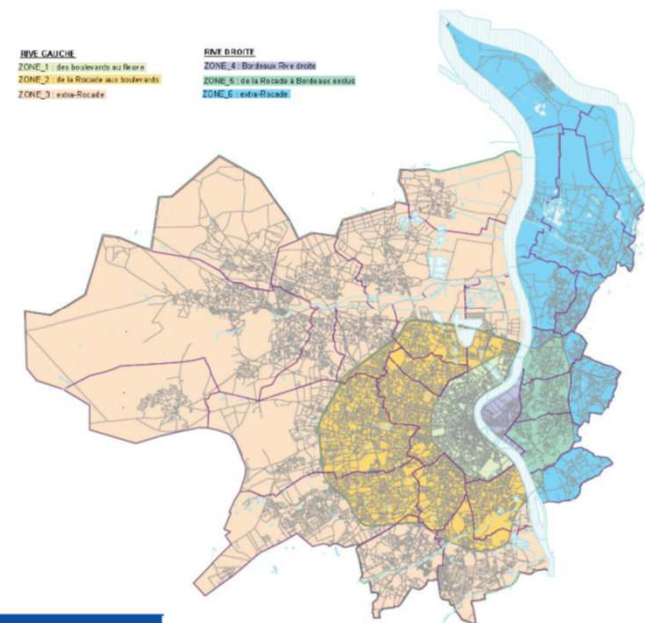 RIVE GAUCHE
ZONE_1 : des boulevards au fleuve
ZONE_2 : de la Rocade aux boulevards
ZONE_3 : extra-Rocade
RIVE DROITE
ZONE_4 : Bordeaux Rive droite
ZONE_5 : de la Rocade à Bordeaux exclus
ZONE_6 : extra-Rocade